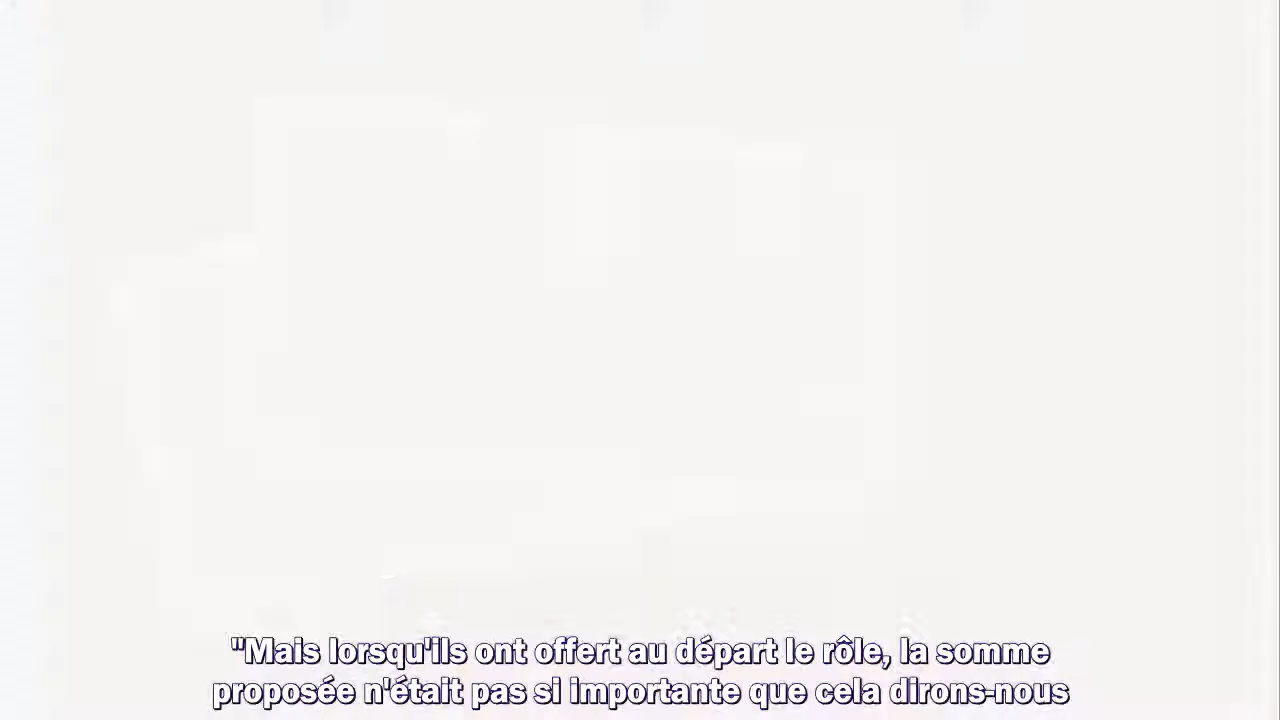 "Mais lorsqu'ils ont offert au départ le rôle, la somme
proposée n'était pas si importante que cela dirons-nous